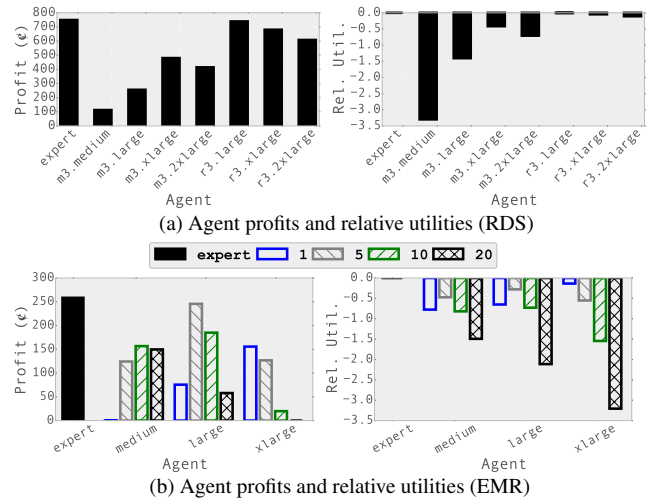 800
700
600
500
400
300
200
100
0
Profit (¢)
expert
m3.medium
m3.large
m3.xlarge
m3.2xlarge
r3.large
r3.xlarge
r3.2xlarge
Agent
0.0
-0.5
-1.0
-1.5
-2.0
-2.5
-3.0
-3.5
Rel. Util.
expert
m3.medium
m3.large
m3.xlarge
m3.2xlarge
r3.large
r3.xlarge
r3.2xlarge
Agent
(a) Agent profits and relative utilities (RDS)
expert 1 5 10 20
300
250
200
150
100
50
0
Profit (¢)
expert
medium
large
xlarge
Agent
0.0
-0.5
-1.0
-1.5
-2.0
-2.5
-3.0
-3.5
Rel. Util.
expert
medium
large
xlarge
Agent
(b) Agent profits and relative utilities (EMR)